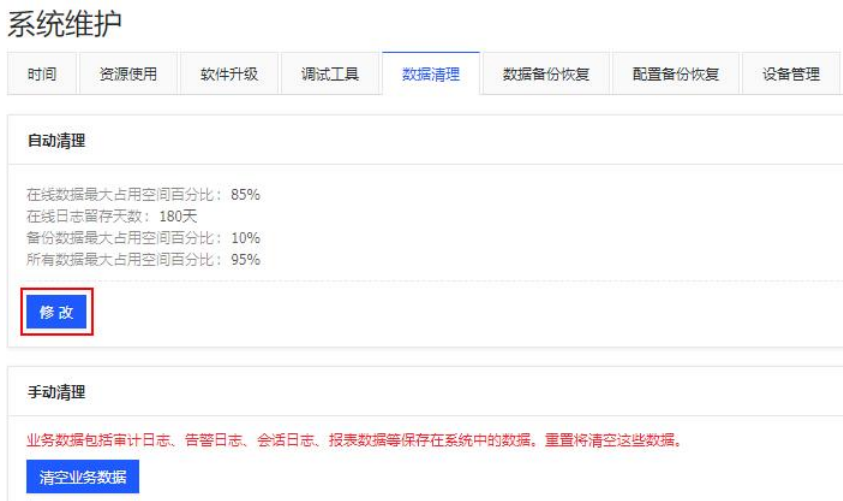 系统维护
时间 资源使用 软件升级 调试工具 数据清理 数据备份恢复 配置备份恢复 设备管理
自动清理
在线数据最大占用空间百分比：85%
在线日志留存天数：180天
备份数据最大占用空间百分比：10%
所有数据最大占用空间百分比：95%
修 改
手动清理
业务数据包括审计日志、告警日志、会话日志、报表数据等保存在系统中的数据。重置将清空这些数据。
清空业务数据